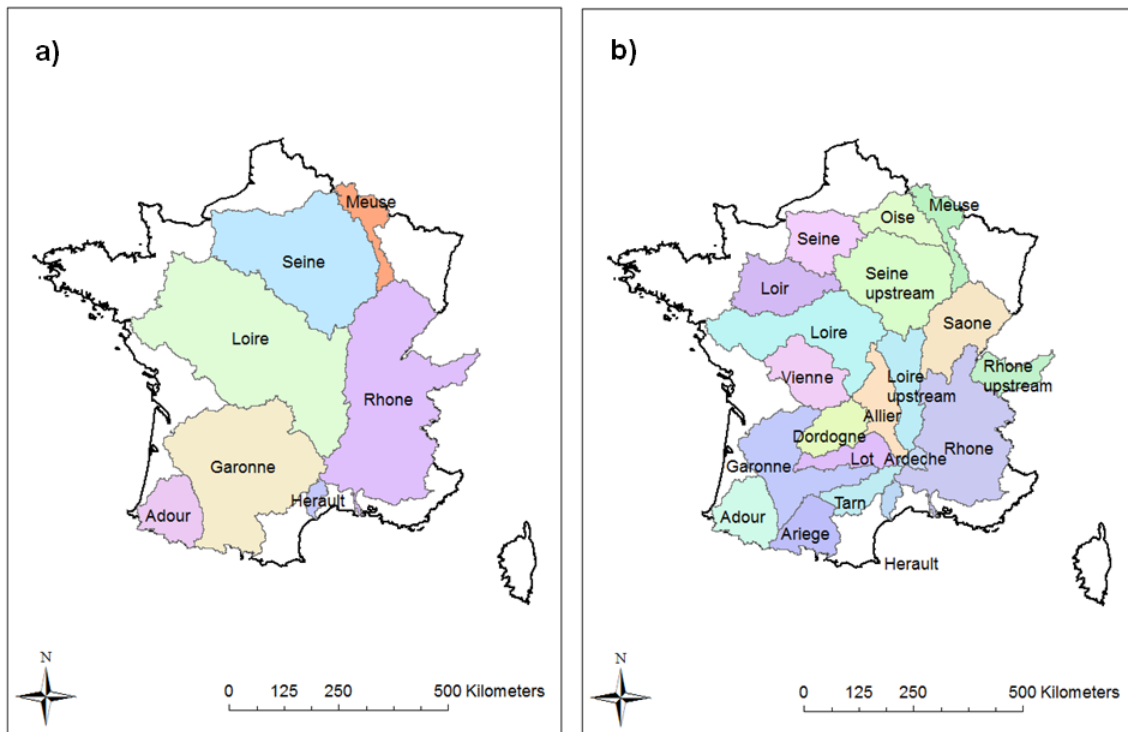 a)
Meuse
Seine
Loire
Rhone
Garonne
Herault
Adour
N
0 125 250 500 Kilometers
b)
Meuse
Oise
Seine
Seine
upstream
Loir
Saone
Loire
Rhone
upstream
Vienne
Loire
upstream
Allier
Dordogne
Lot
Ardeche
Rhone
Garonne
Tarn
Adour
Ariege
Herault
N
0 125 250 500 Kilometers